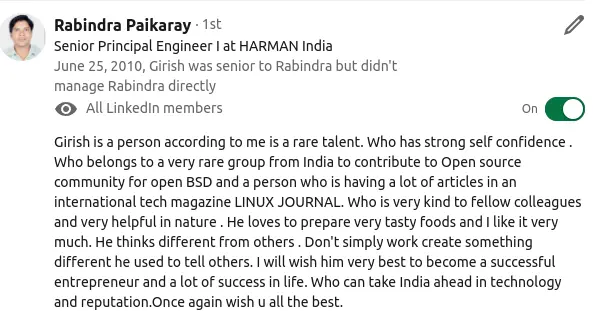 Rabindra Paikaray · 1st
Senior Principal Engineer I at HARMAN India
June 25, 2010, Girish was senior to Rabindra but didn't
manage Rabindra directly
All LinkedIn members
On
Girish is a person according to me is a rare talent. Who has strong self confidence .
Who belongs to a very rare group from India to contribute to Open source
community for open BSD and a person who is having a lot of articles in an
international tech magazine LINUX JOURNAL. Who is very kind to fellow colleagues
and very helpful in nature . He loves to prepare very tasty foods and I like it very
much. He thinks different from others . Don't simply work create something
different he used to tell others. I will wish him very best to become a successful
entrepreneur and a lot of success in life. Who can take India ahead in technology
and reputation.Once again wish u all the best.